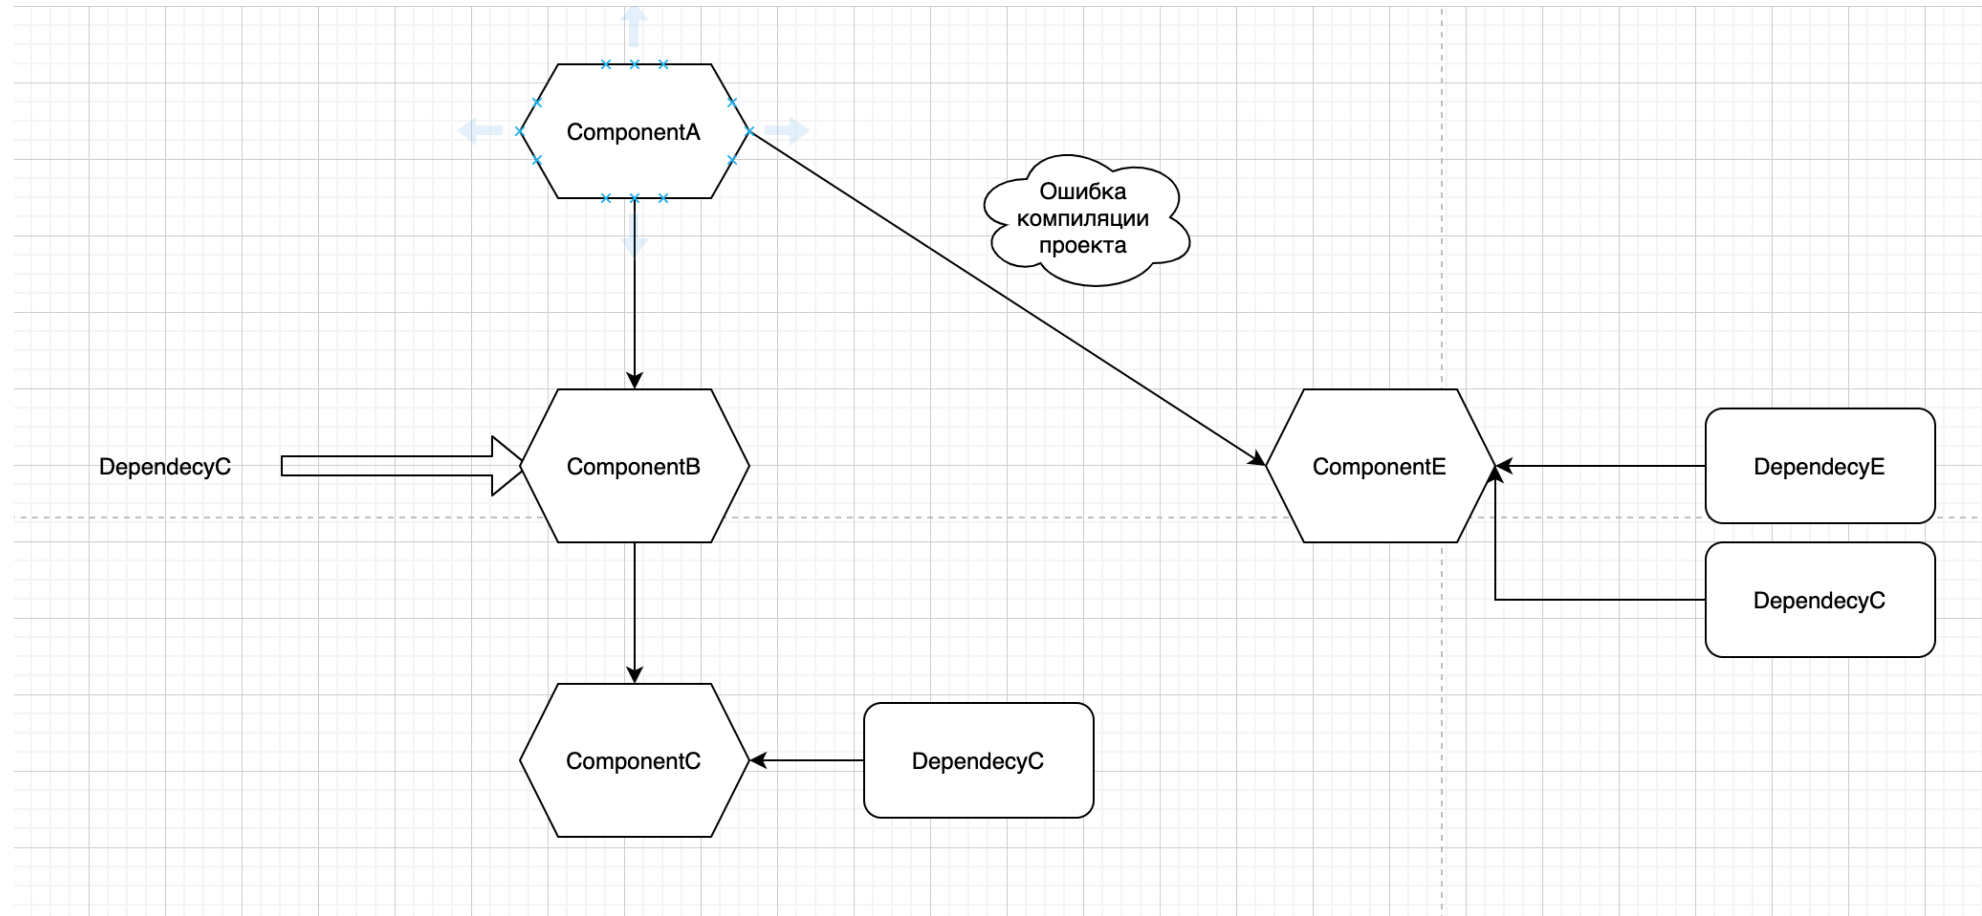 ComponentA
Ошибка
компиляции
проекта
DependecyC
ComponentB
ComponentE
DependecyE
DependecyC
ComponentC
DependecyC